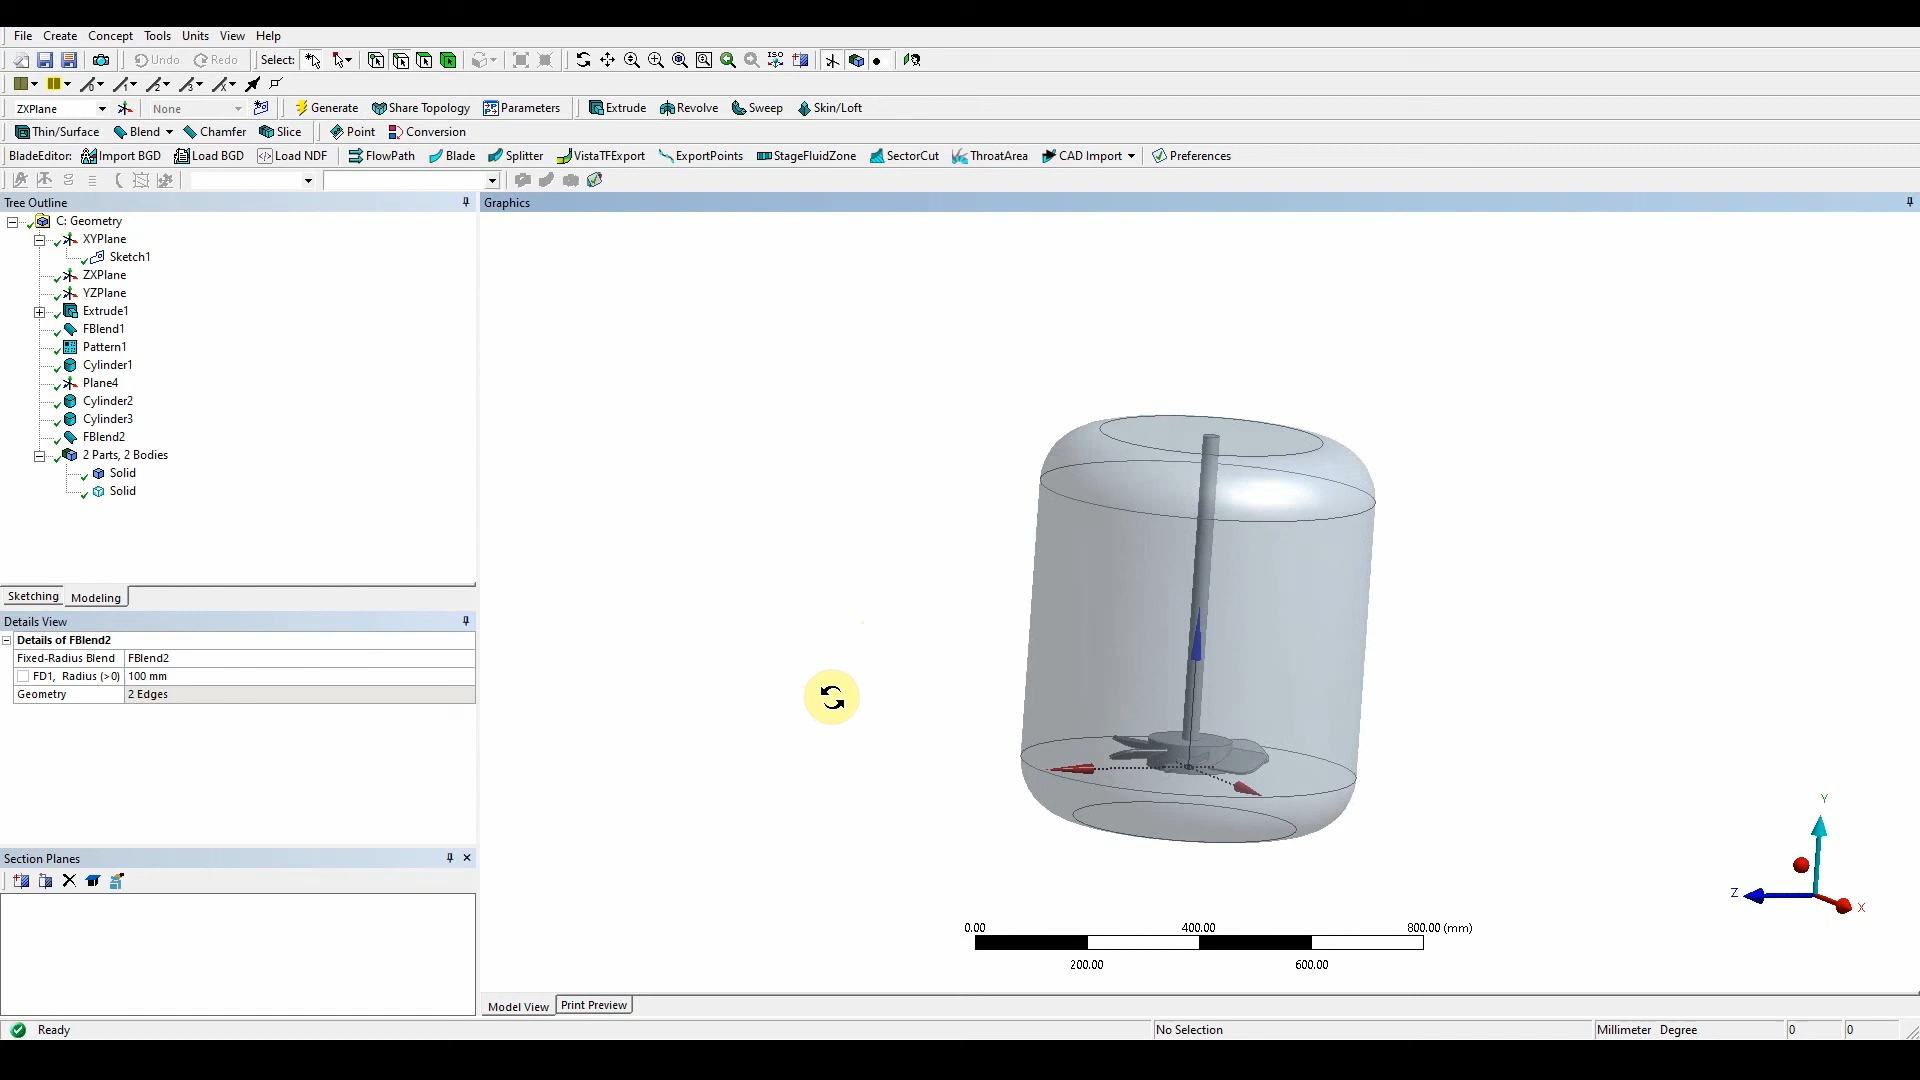 File Create Concept Tools Units View Help
Undo Redo Select: ISO
ZXPlane None Generate Share Topology Parameters Extrude Revolve Sweep Skin/Loft
Thin/Surface Blend Chamfer Slice Point Conversion
BladeEditor: Import BGD Load BGD Load NDF FlowPath Blade Splitter VistaTFExport ExportPoints StageFluidZone SectorCut ThroatArea CAD Import Preferences
Tree Outline
Graphics
C: Geometry
XYPlane
Sketch1
ZXPlane
YZPlane
Extrude1
FBlend1
Pattern1
Cylinder1
Plane4
Cylinder2
Cylinder3
FBlend2
2 Parts, 2 Bodies
Solid
Solid
Sketching Modeling
Details View
Details of FBlend2
Fixed-Radius Blend FBlend2
FD1, Radius (>0) 100 mm
Geometry 2 Edges
Section Planes
Y
Z
X
0.00 400.00 800.00 (mm)
200.00 600.00
Model View Print Preview
Ready No Selection Millimeter Degree 0 0